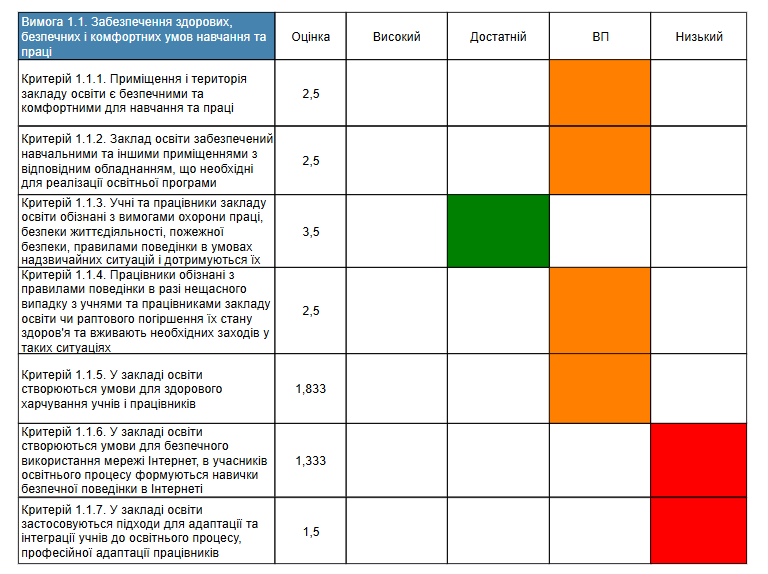 Вимога 1.1. Забезпечення здорових,
безпечних і комфортних умов навчання та
праці
Оцінка
Високий
Достатній
ВП
Низький
Критерій 1.1.1. Приміщення і територія
закладу освіти є безпечними та
комфортними для навчання та праці
2,5
Критерій 1.1.2. Заклад освіти забезпечений
навчальними та іншими приміщеннями з
відповідним обладнанням, що необхідні
для реалізації освітньої програми
2,5
Критерій 1.1.3. Учні та працівники закладу
освіти обізнані з вимогами охорони праці,
безпеки життєдіяльності, пожежної
безпеки, правилами поведінки в умовах
надзвичайних ситуацій і дотримуються їх
3,5
Критерій 1.1.4. Працівники обізнані з
правилами поведінки в разі нещасного
випадку з учнями та працівниками закладу
освіти чи раптового погіршення їх стану
здоров'я та вживають необхідних заходів у
таких ситуаціях
2,5
Критерій 1.1.5. У закладі освіти
створюються умови для здорового
харчування учнів і працівників
1,833
Критерій 1.1.6. У закладі освіти
створюються умови для безпечного
використання мережі Інтернет, в учасників
освітнього процесу формуються навички
безпечної поведінки в Інтернеті
1,333
Критерій 1.1.7. У закладі освіти
застосовуються підходи для адаптації та
інтеграції учнів до освітнього процесу,
професійної адаптації працівників
1,5